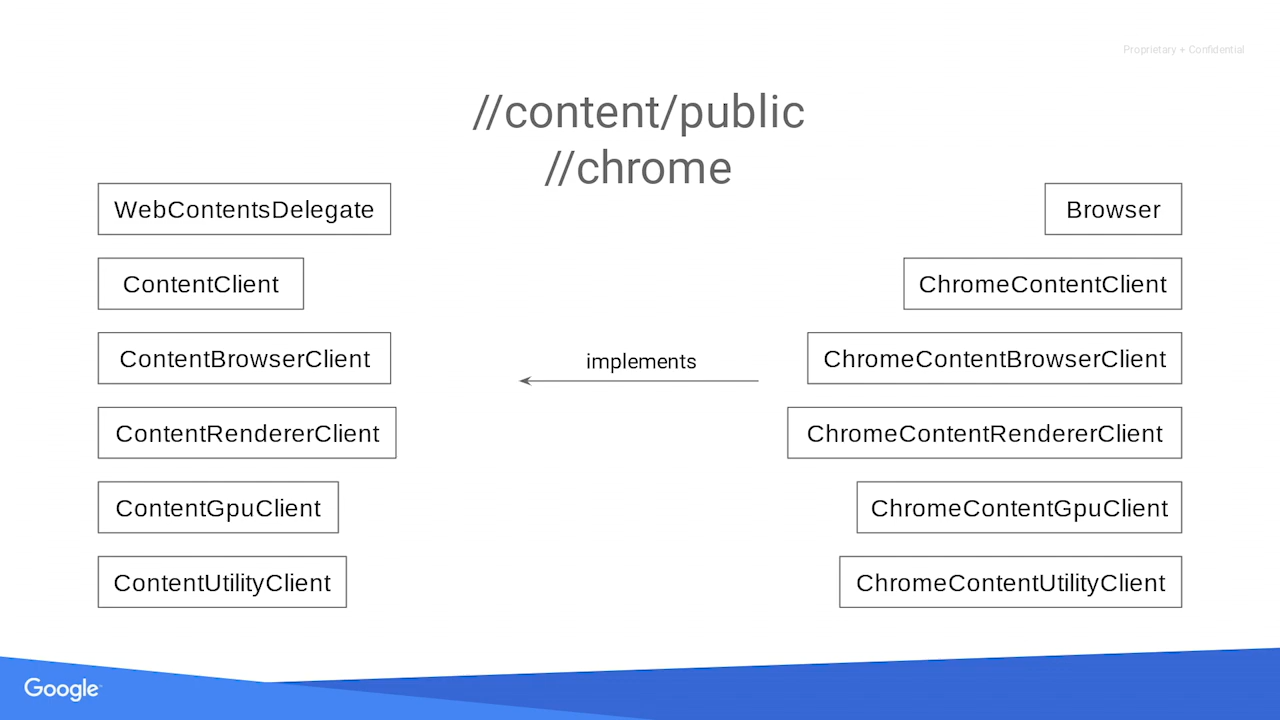 Proprietary + Confidential
//content/public
//chrome
WebContentsDelegate
Browser
ContentClient
ChromeContentClient
ContentBrowserClient
implements
ChromeContentBrowserClient
ContentRendererClient
ChromeContentRendererClient
ContentGpuClient
ChromeContentGpuClient
ContentUtilityClient
ChromeContentUtilityClient
Google